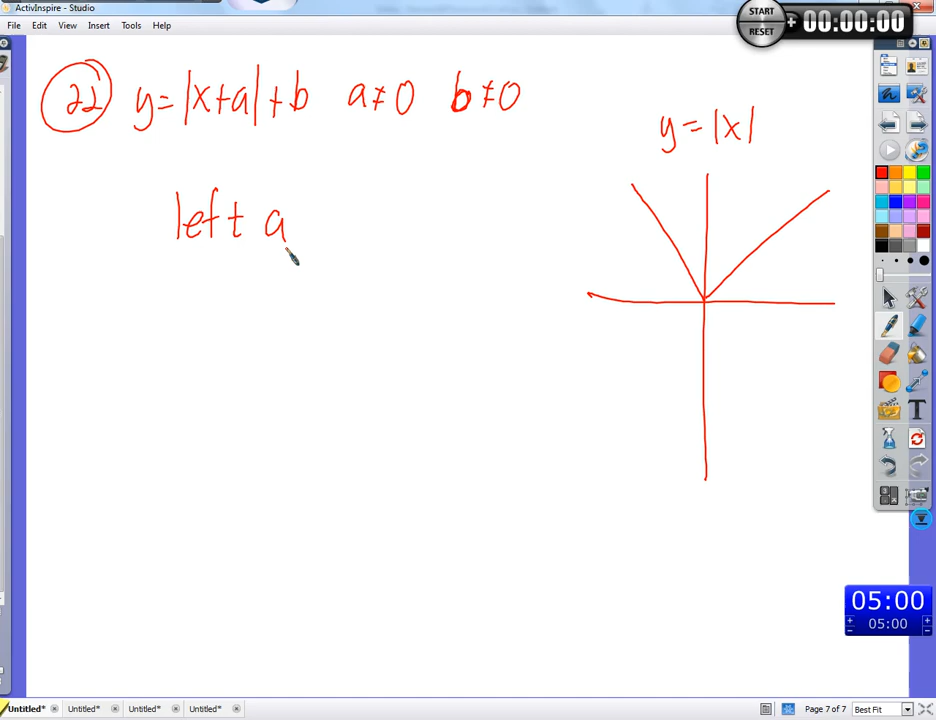 ActivInspire - Studio
START
RESET
+ 00:00:00
File Edit View Insert Tools Help
22 y = |x+a| + b a ≠ 0 b ≠ 0
y = |x|
left a
T
05:00
+ 05:00 +
Untitled* Untitled* Untitled* Untitled* Page 7 of 7 Best Fit